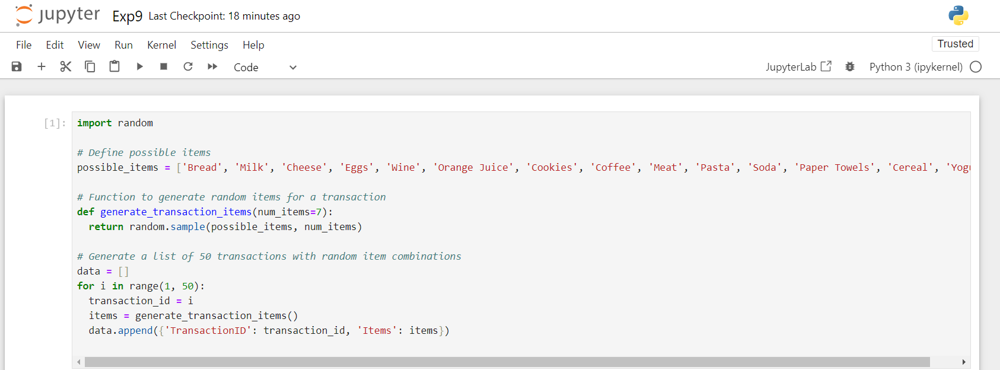 jupyter Exp9 Last Checkpoint: 18 minutes ago
File Edit View Run Kernel Settings Help
Trusted
Code
JupyterLab Python 3 (ipykernel)
[1]:
import random
# Define possible items
possible_items = ['Bread', 'Milk', 'Cheese', 'Eggs', 'Wine', 'Orange Juice', 'Cookies', 'Coffee', 'Meat', 'Pasta', 'Soda', 'Paper Towels', 'Cereal',
# Function to generate random items for a transaction
def generate_transaction_items(num_items=7):
  return random.sample(possible_items, num_items)
# Generate a list of 50 transactions with random item combinations
data = []
for i in range(1, 50):
  transaction_id = i
  items = generate_transaction_items()
  data.append({'TransactionID': transaction_id, 'Items': items})